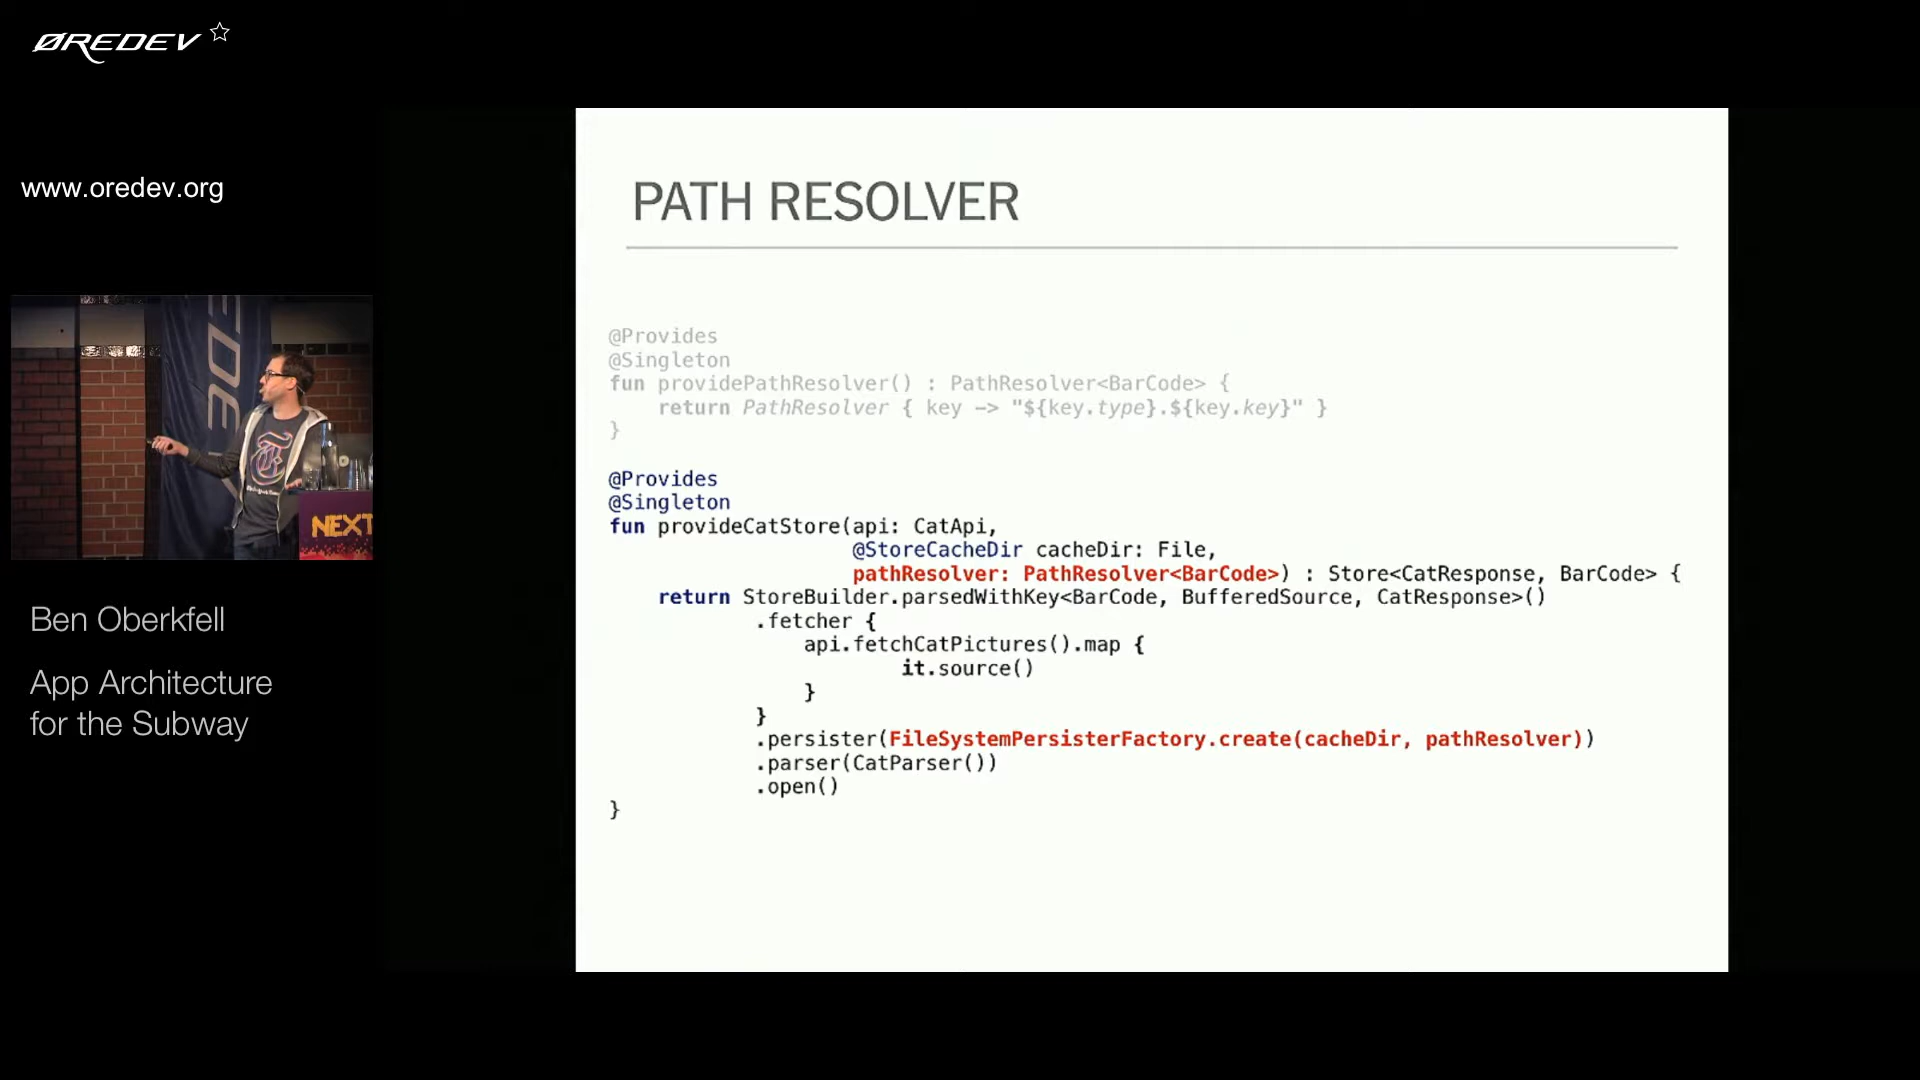 ØREDEV
www.oredev.org
NEXT
Ben Oberkfell
App Architecture
for the Subway
PATH RESOLVER
@Provides
@Singleton
fun providePathResolver() : PathResolver<BarCode> {
    return PathResolver { key -> "${key.type}.${key.key}" }
}
@Provides
@Singleton
fun provideCatStore(api: CatApi,
                    @StoreCacheDir cacheDir: File,
                    pathResolver: PathResolver<BarCode>) : Store<CatResponse, BarCode> {
    return StoreBuilder.parsedWithKey<BarCode, BufferedSource, CatResponse>()
            .fetcher {
                api.fetchCatPictures().map {
                        it.source()
                }
            }
            .persister(FileSystemPersisterFactory.create(cacheDir, pathResolver))
            .parser(CatParser())
            .open()
}